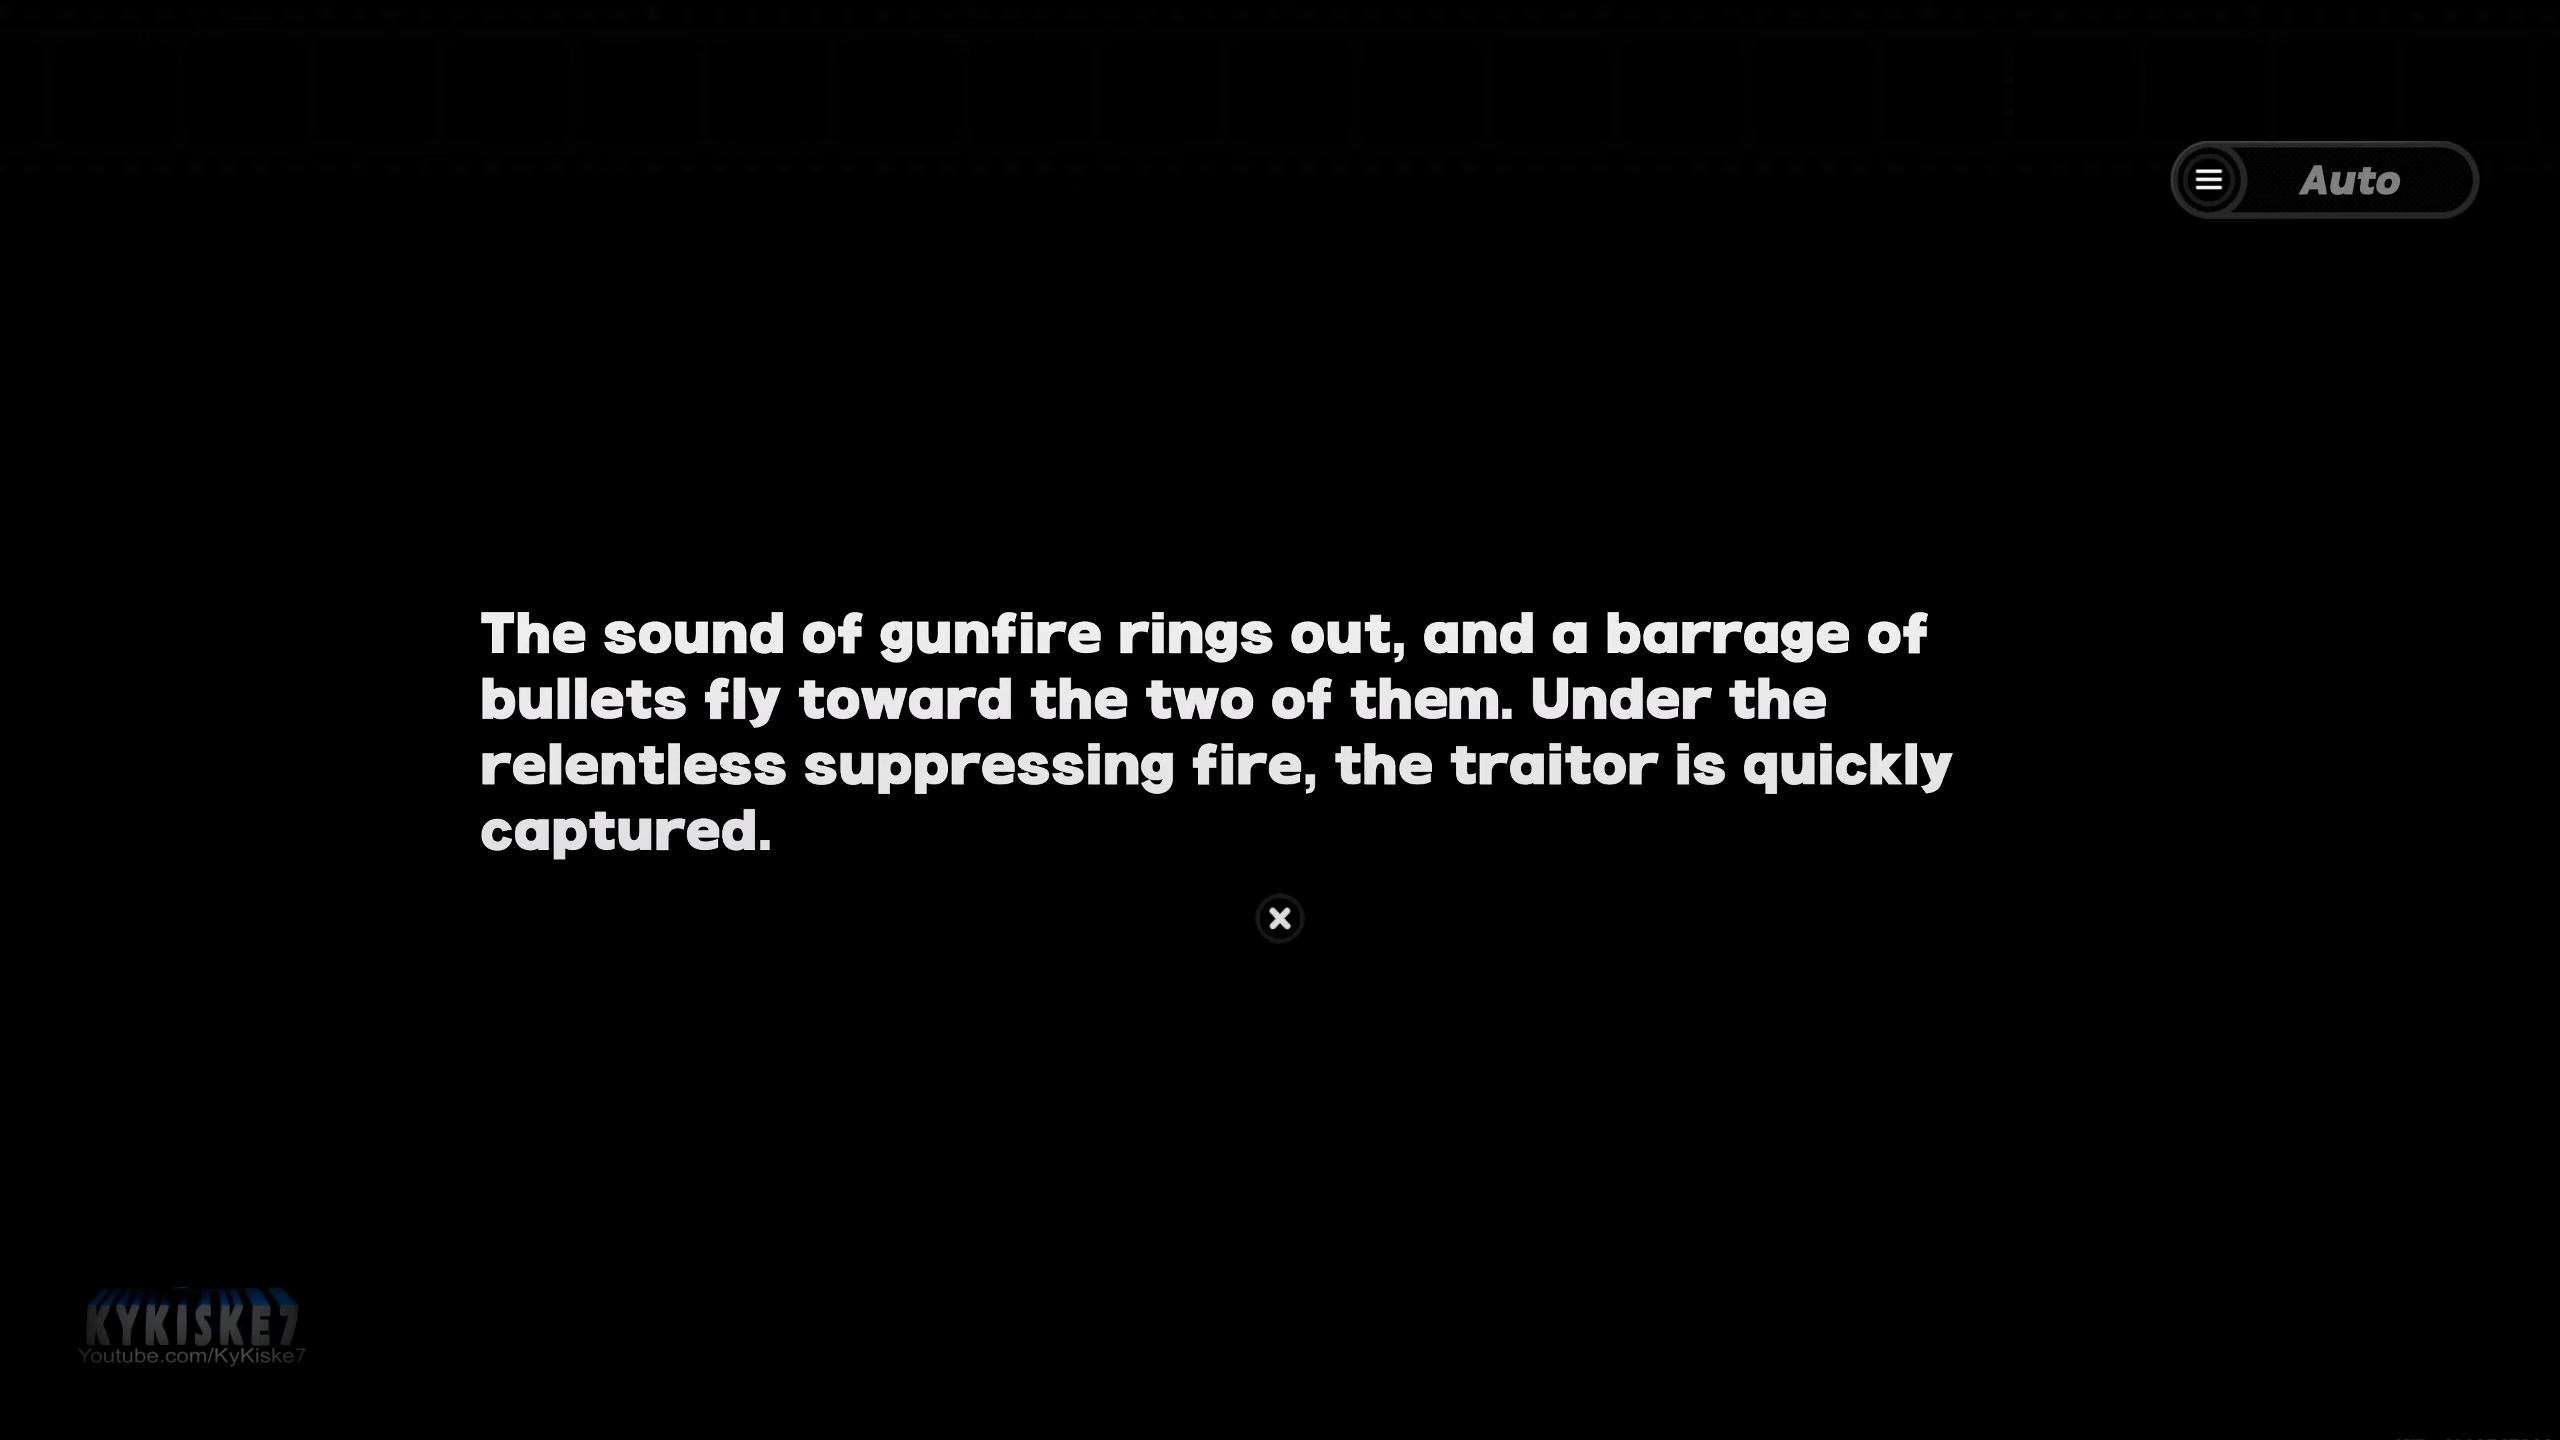 Auto
The sound of gunfire rings out, and a barrage of
bullets fly toward the two of them. Under the
relentless suppressing fire, the traitor is quickly
captured.
KYKISKE7
Youtube.com/KyKiske7